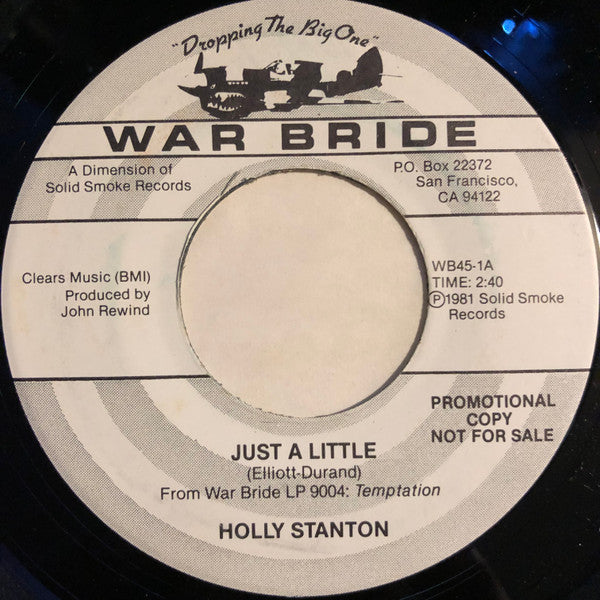 "Dropping The Big One"
WAR BRIDE
A Dimension of
Solid Smoke Records
P.O. Box 22372
San Francisco,
CA 94122
Clears Music (BMI)
Produced by
John Rewind
WB45-1A
TIME: 2:40
Ⓟ1981 Solid Smoke
Records
PROMOTIONAL
COPY
NOT FOR SALE
JUST A LITTLE
(Elliott-Durand)
From War Bride LP 9004: Temptation
HOLLY STANTON